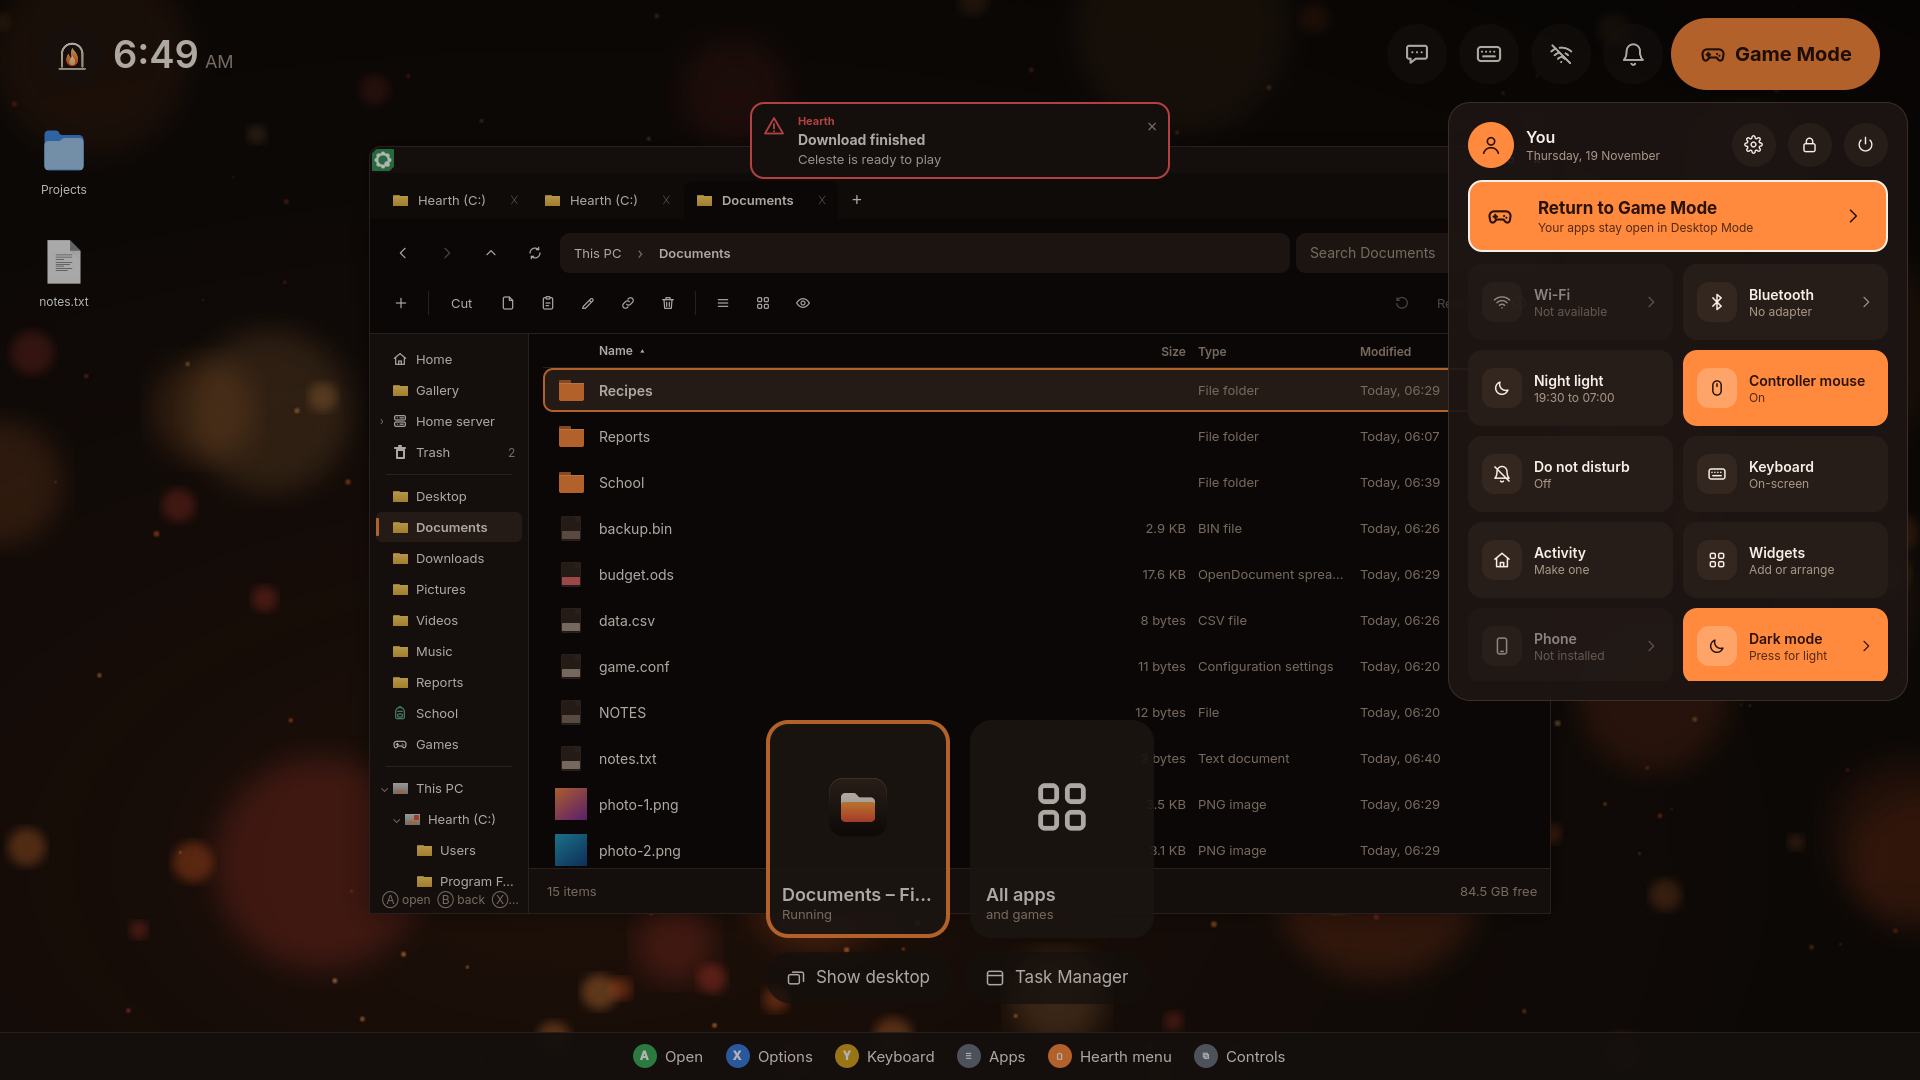 6:49 AM
Game Mode
Projects
notes.txt
Hearth
Download finished
Celeste is ready to play
Hearth (C:)
Hearth (C:)
Documents
This PC
Documents
Search Documents
Cut
Home
Gallery
Home server
Trash 2
Desktop
Documents
Downloads
Pictures
Videos
Music
Reports
School
Games
This PC
Hearth (C:)
Users
Program F...
A open B back X...
Name Size Type Modified
Recipes File folder Today, 06:29
Reports File folder Today, 06:07
School File folder Today, 06:39
backup.bin 2.9 KB BIN file Today, 06:26
budget.ods 17.6 KB OpenDocument sprea... Today, 06:29
data.csv 8 bytes CSV file Today, 06:26
game.conf 11 bytes Configuration settings Today, 06:20
NOTES 12 bytes File Today, 06:20
notes.txt bytes Text document Today, 06:40
photo-1.png .5 KB PNG image Today, 06:29
photo-2.png .1 KB PNG image Today, 06:29
15 items
84.5 GB free
Documents – Fi...
Running
All apps
and games
Show desktop
Task Manager
You
Thursday, 19 November
Return to Game Mode
Your apps stay open in Desktop Mode
Wi-Fi
Not available
Bluetooth
No adapter
Night light
19:30 to 07:00
Controller mouse
On
Do not disturb
Off
Keyboard
On-screen
Activity
Make one
Widgets
Add or arrange
Phone
Not installed
Dark mode
Press for light
A Open
X Options
Y Keyboard
Apps
Hearth menu
Controls